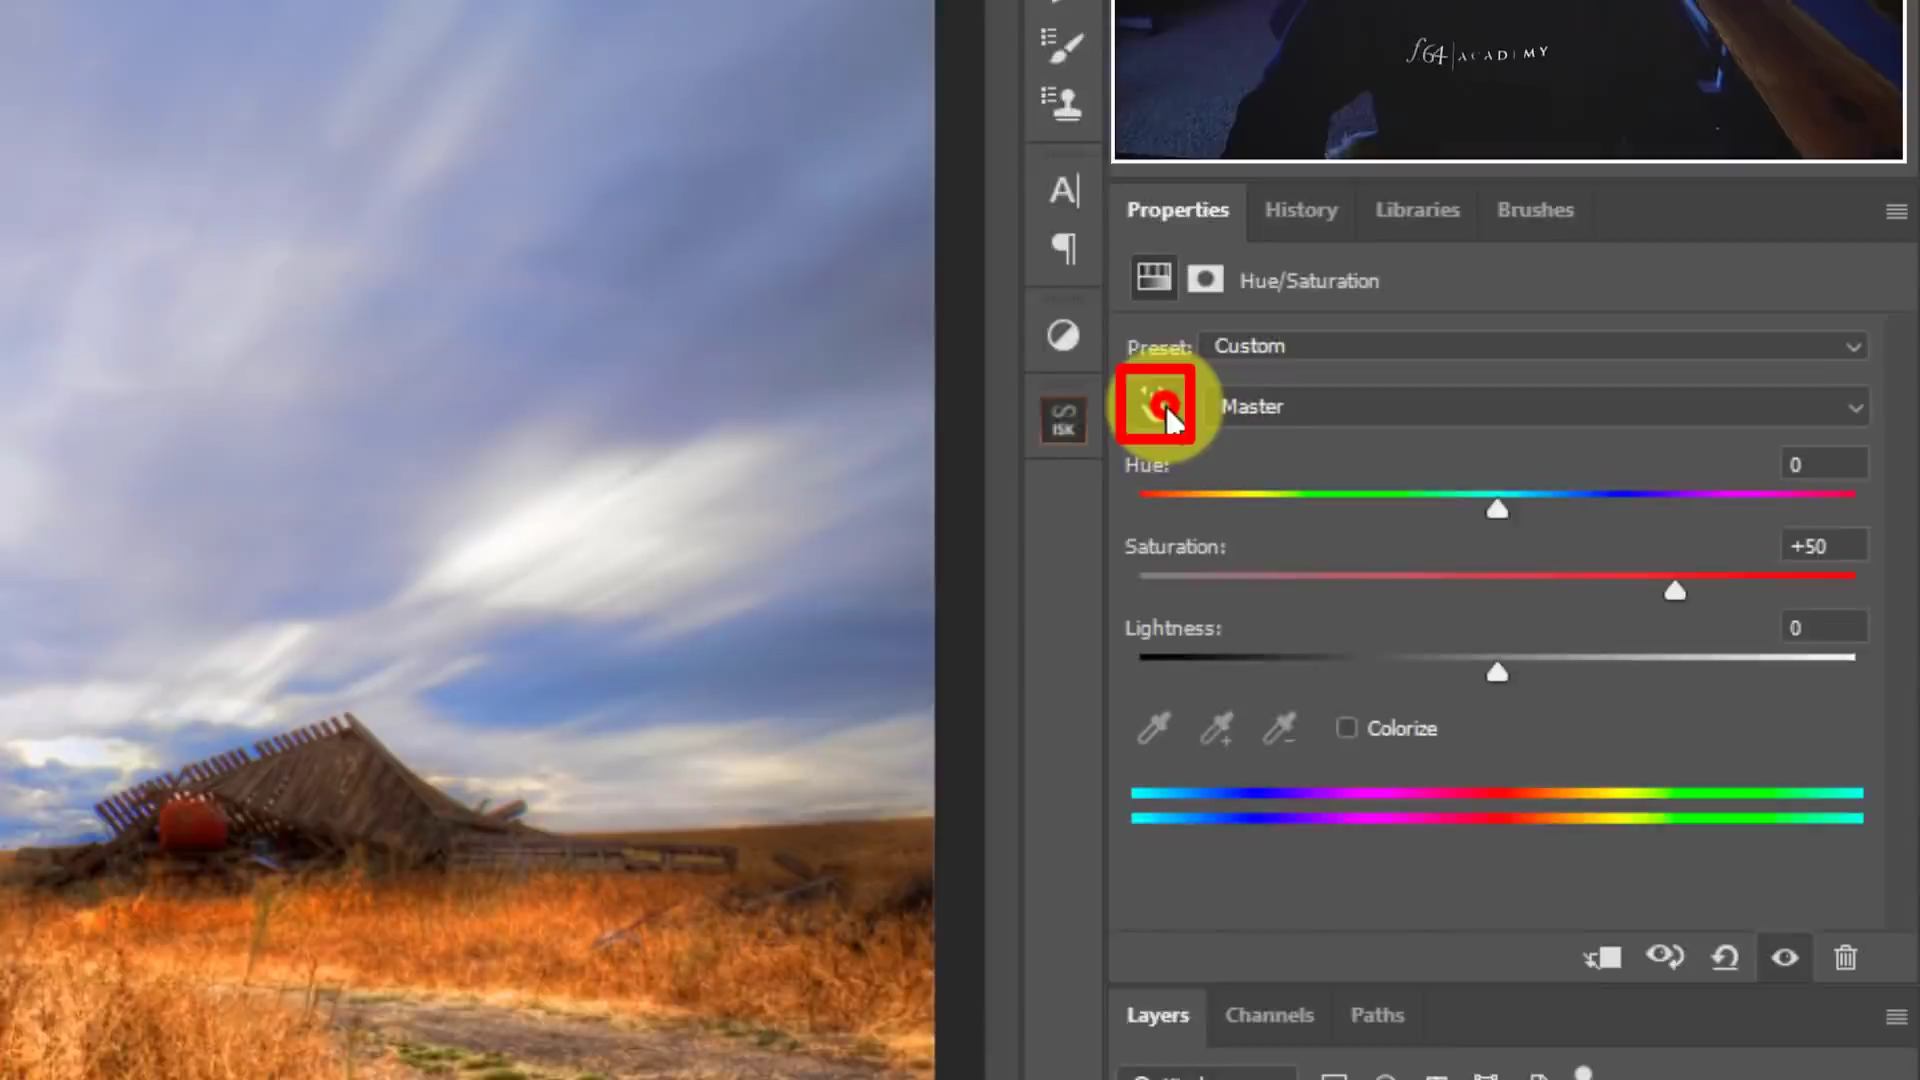 f64 | ACADEMY
A|
Properties
History
Libraries
Brushes
Hue/Saturation
Preset:
Custom
ISK
Master
Hue:
0
Saturation:
+50
Lightness:
0
Colorize
Layers
Channels
Paths